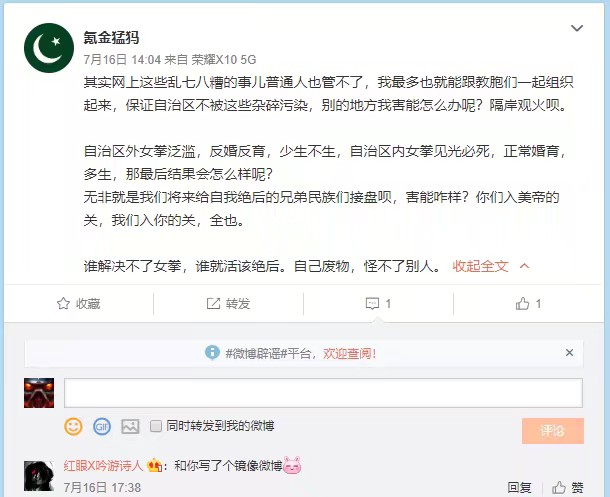 氪金猛犸
7月16日 14:04 来自 荣耀X10 5G
其实网上这些乱七八糟的事儿普通人也管不了，我最多也就能跟教胞们一起组织
起来，保证自治区不被这些杂碎污染，别的地方我害能怎么办呢？隔岸观火呗。
自治区外女拳泛滥，反婚反育，少生不生，自治区内女拳见光必死，正常婚育，
多生，那最后结果会怎么样呢？
无非就是我们将来给自我绝后的兄弟民族们接盘呗，害能咋样？你们入美帝的
关，我们入你的关，全也。
谁解决不了女拳，谁就活该绝后。自己废物，怪不了别人。 收起全文
收藏 转发 1 1
#微博辟谣#平台，欢迎查阅！ ×
GIF 同时转发到我的微博 评论
红眼X吟游诗人 ：和你写了个镜像微博
7月16日 17:38 回复 赞